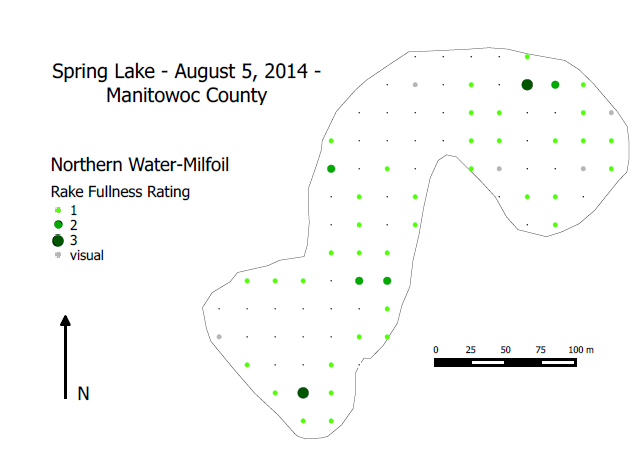 Spring Lake - August 5, 2014 -
Manitowoc County
Northern Water-Milfoil
Rake Fullness Rating
1
2
3
visual
N
0 25 50 75 100 m